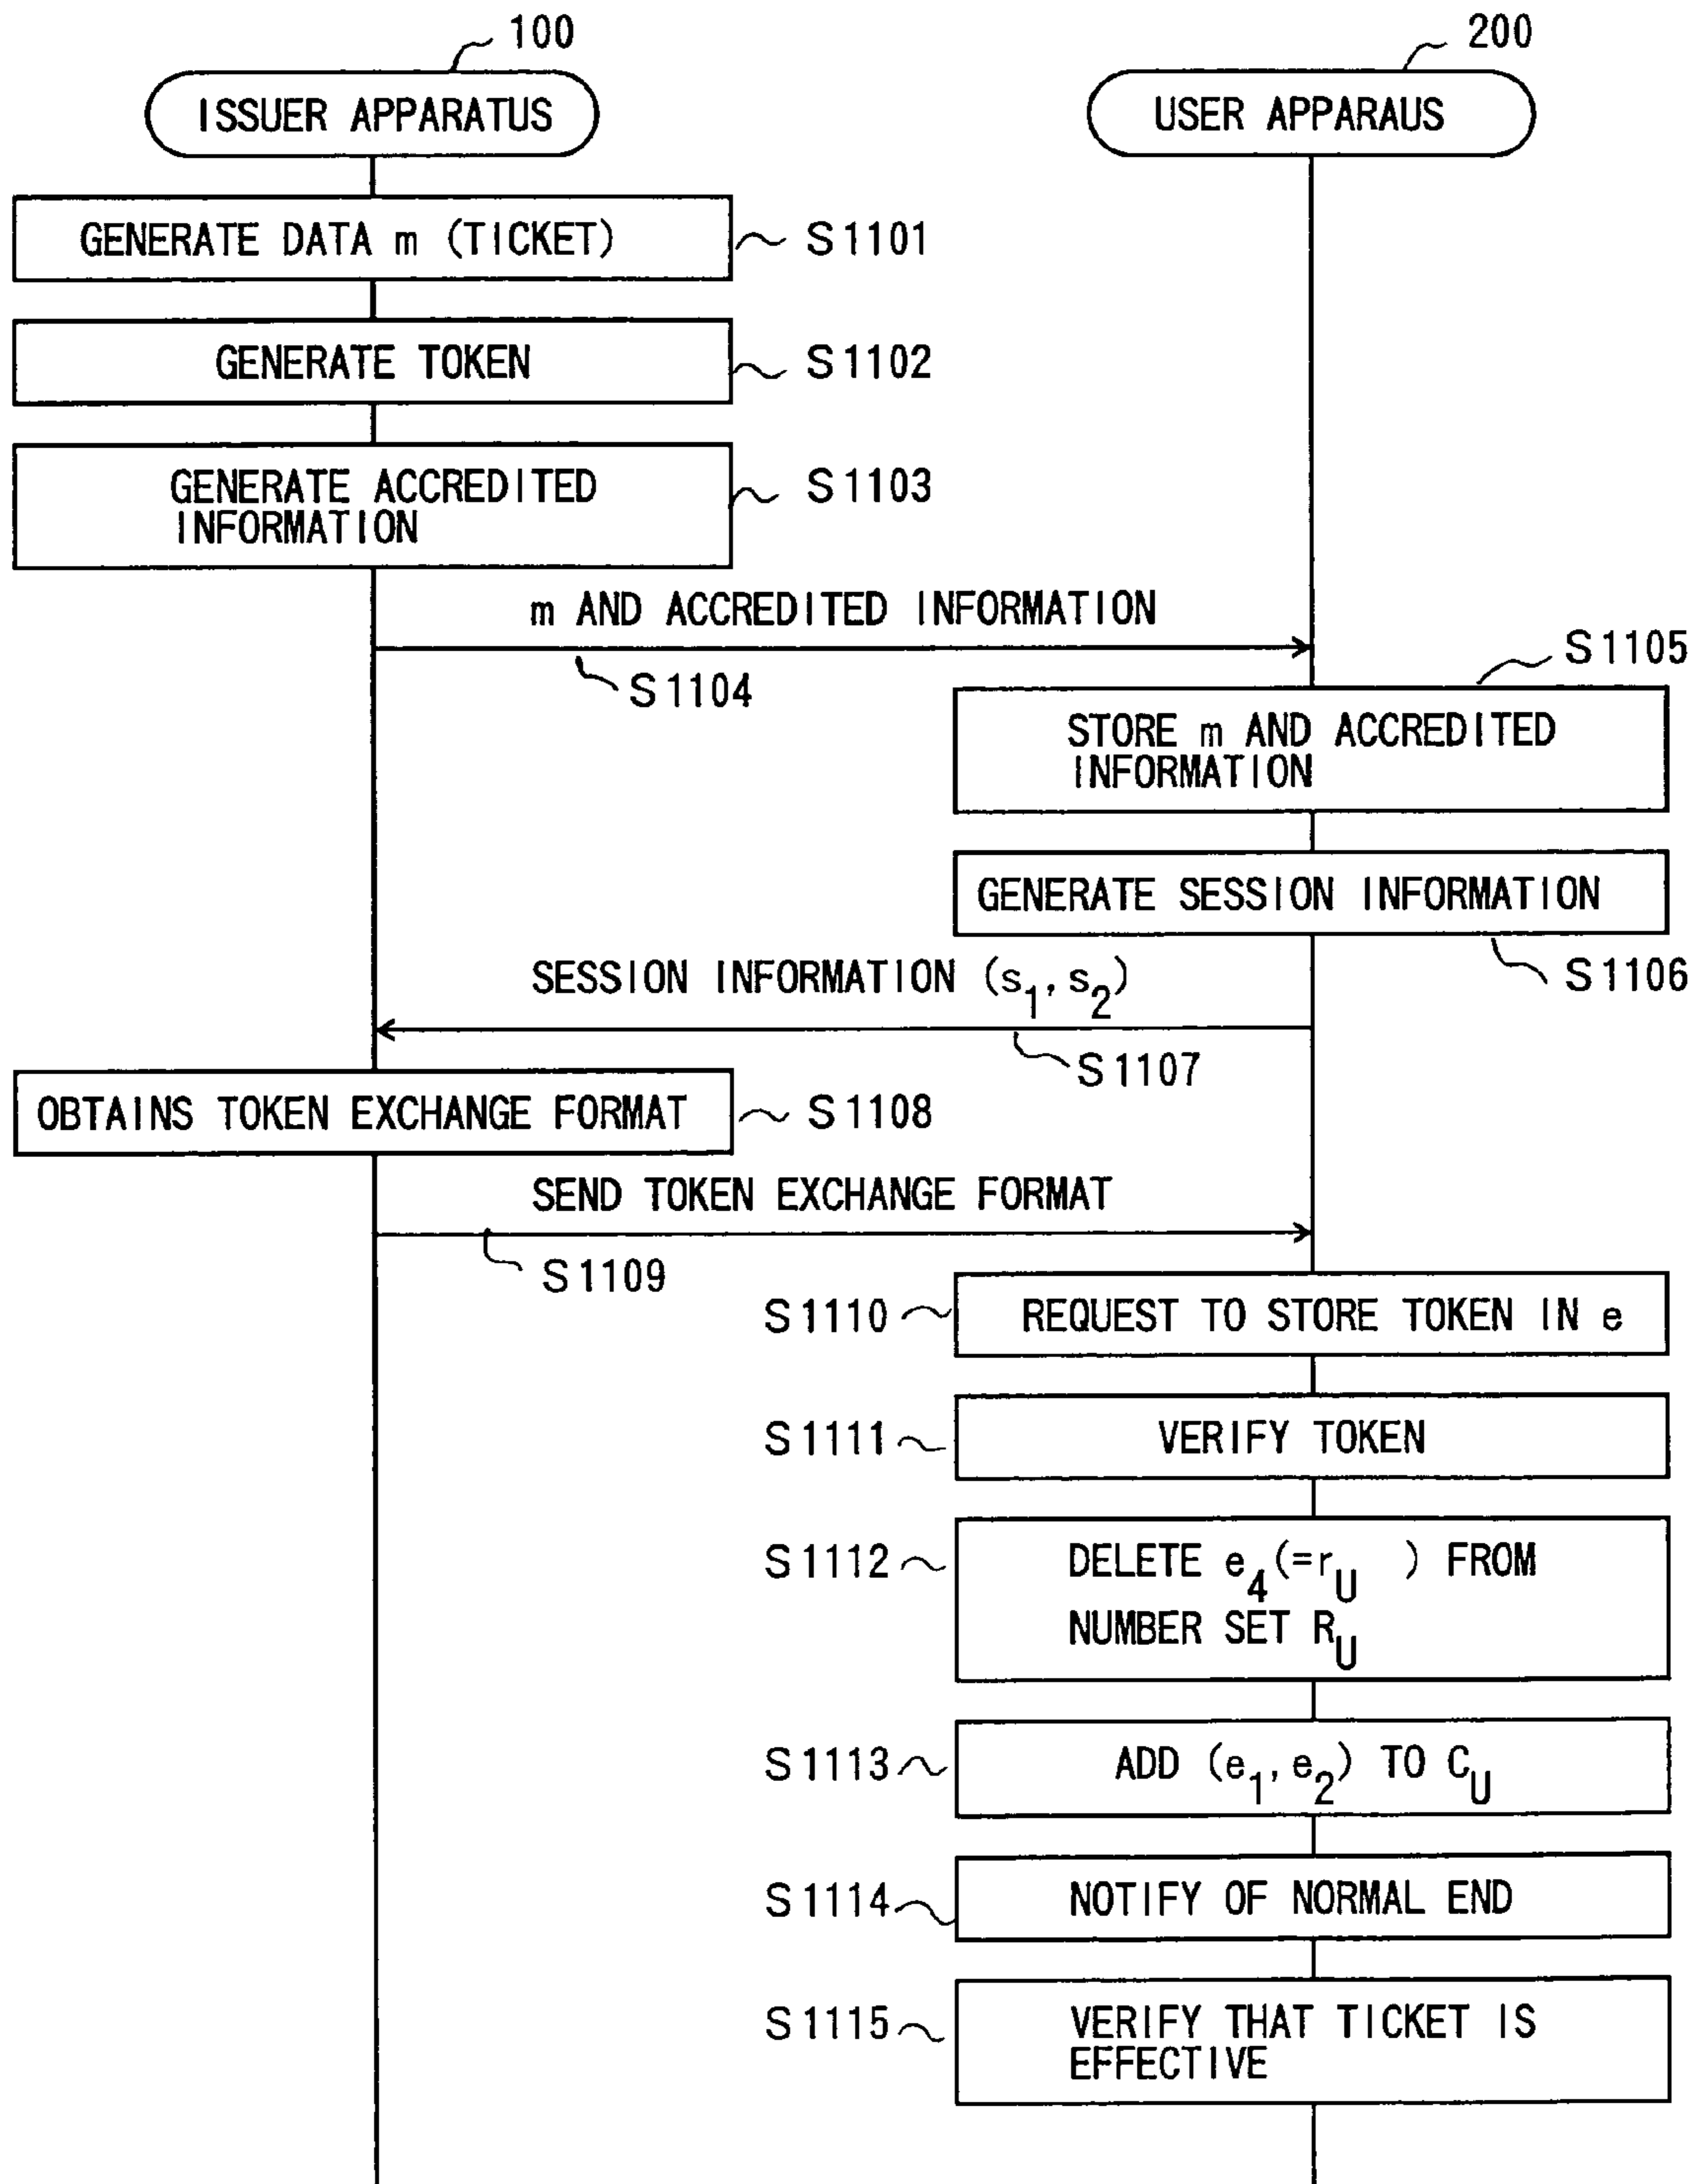 100
200
ISSUER APPARATUS
USER APPARAUS
GENERATE DATA m (TICKET)
S1101
GENERATE TOKEN
S1102
GENERATE ACCREDITED
INFORMATION
S1103
m AND ACCREDITED INFORMATION
S1104
S1105
STORE m AND ACCREDITED
INFORMATION
GENERATE SESSION INFORMATION
S1106
SESSION INFORMATION (s1, s2)
S1107
OBTAINS TOKEN EXCHANGE FORMAT
S1108
SEND TOKEN EXCHANGE FORMAT
S1109
S1110
REQUEST TO STORE TOKEN IN e
S1111
VERIFY TOKEN
S1112
DELETE e4(=rU ) FROM
NUMBER SET RU
S1113
ADD (e1, e2) TO CU
S1114
NOTIFY OF NORMAL END
S1115
VERIFY THAT TICKET IS
EFFECTIVE